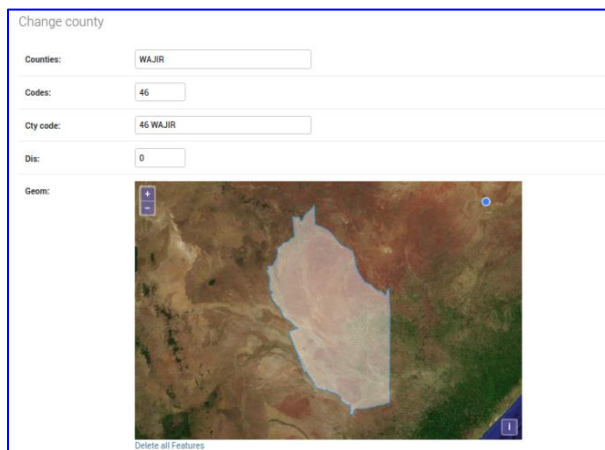 Change county
Counties: WAJIR
Codes: 46
Cty code: 46 WAJIR
Dis: 0
Geom:
+
−
i
Delete all Features